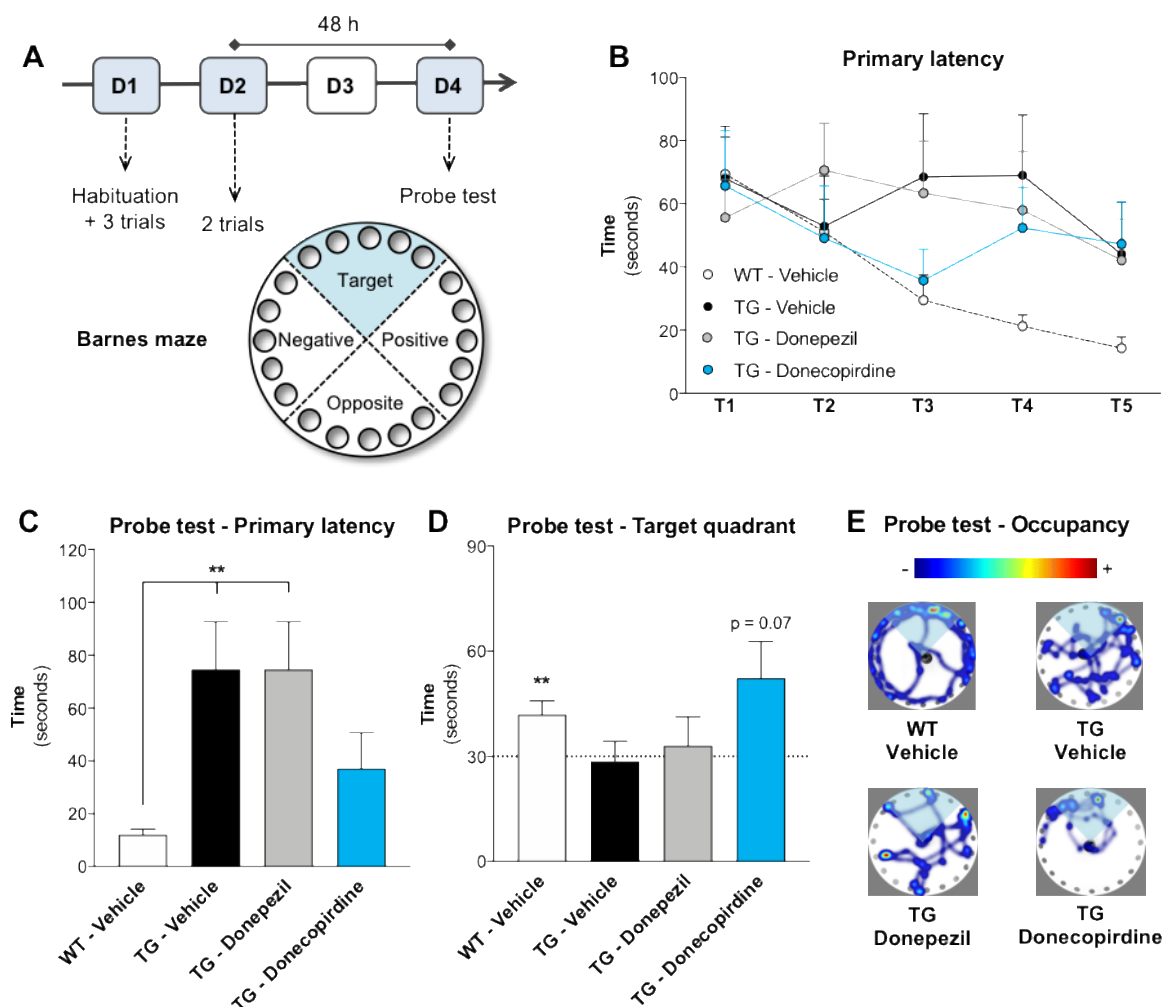 A
48 h
D1
D2
D3
D4
Habituation
+ 3 trials
2 trials
Probe test
Barnes maze
Target
Negative
Positive
Opposite
B
Primary latency
Time
(seconds)
100
80
60
40
20
0
WT - Vehicle
TG - Vehicle
TG - Donepezil
TG - Donecopirdine
T1
T2
T3
T4
T5
C
Probe test - Primary latency
Time
(seconds)
120
100
80
60
40
20
0
**
WT - Vehicle
TG - Vehicle
TG - Donepezil
TG - Donecopirdine
D
Probe test - Target quadrant
Time
(seconds)
90
60
30
0
**
p = 0.07
WT - Vehicle
TG - Vehicle
TG - Donepezil
TG - Donecopirdine
E
Probe test - Occupancy
- +
WT
Vehicle
TG
Vehicle
TG
Donepezil
TG
Donecopirdine